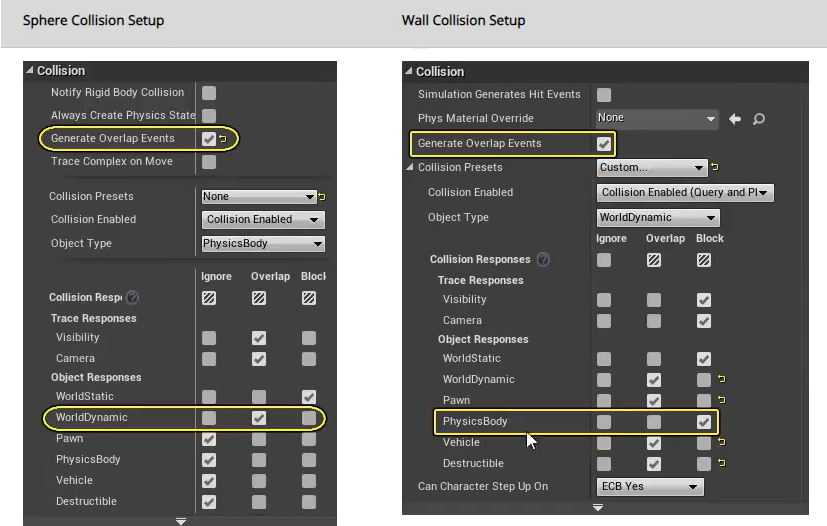 Sphere Collision Setup
Collision
Notify Rigid Body Collision
Always Create Physics State
Generate Overlap Events
Trace Complex on Move
Collision Presets None
Collision Enabled Collision Enabled
Object Type PhysicsBody
Ignore Overlap Block
Collision Respo
Trace Responses
Visibility
Camera
Object Responses
WorldStatic
WorldDynamic
Pawn
PhysicsBody
Vehicle
Destructible
Wall Collision Setup
Collision
Simulation Generates Hit Events
Phys Material Override None
Generate Overlap Events
Collision Presets Custom...
Collision Enabled Collision Enabled (Query and Pl
Object Type WorldDynamic
Ignore Overlap Block
Collision Responses ?
Trace Responses
Visibility
Camera
Object Responses
WorldStatic
WorldDynamic
Pawn
PhysicsBody
Vehicle
Destructible
Can Character Step Up On ECB Yes